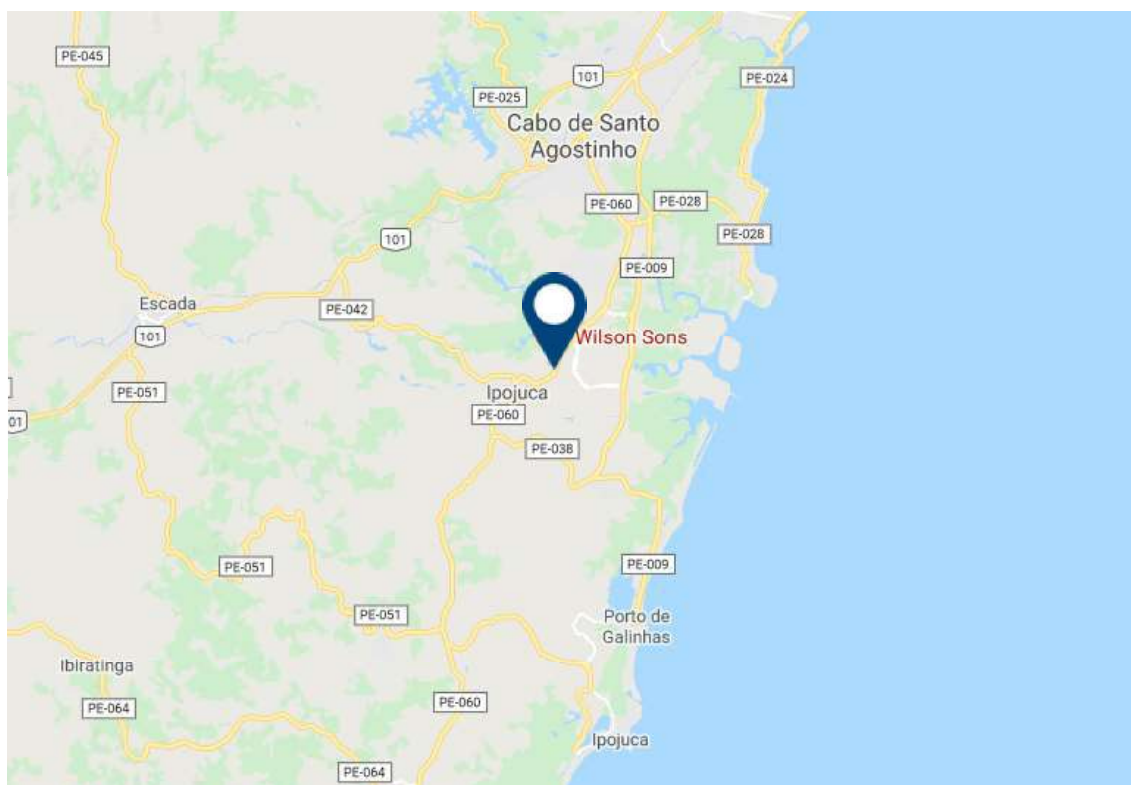 PE-045
101
PE-024
PE-025
Cabo de Santo
Agostinho
PE-060
PE-028
PE-028
101
PE-009
Escada
PE-042
101
Wilson Sons
Ipojuca
PE-051
PE-060
01
PE-038
PE-051
PE-009
PE-051
Porto de
Galinhas
Ibiratinga
PE-064
PE-060
Ipojuca
PE-064